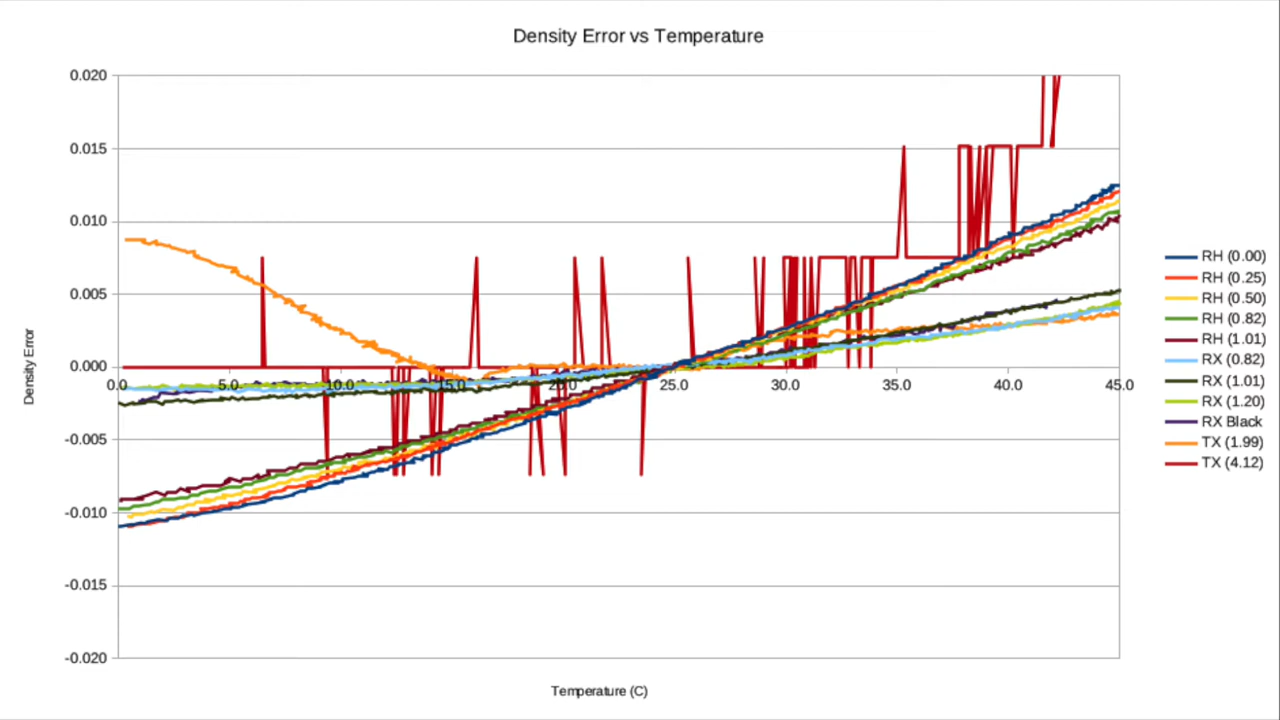 Density Error vs Temperature
0.020
0.015
0.010
0.005
0.000
-0.005
-0.010
-0.015
-0.020
0.0 5.0 10.0 15.0 20.0 25.0 30.0 35.0 40.0 45.0
Density Error
Temperature (C)
RH (0.00)
RH (0.25)
RH (0.50)
RH (0.82)
RH (1.01)
RX (0.82)
RX (1.01)
RX (1.20)
RX Black
TX (1.99)
TX (4.12)